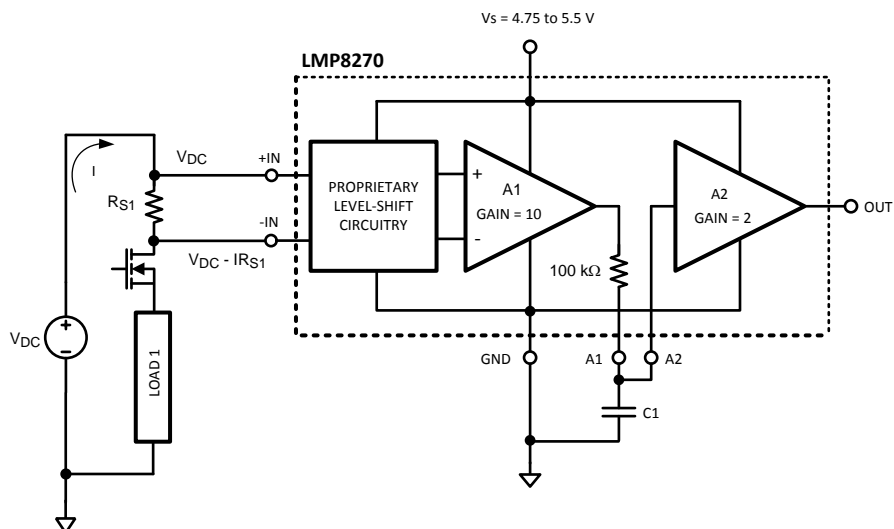 Vs = 4.75 to 5.5 V
LMP8270
I
VDC
+IN
RS1
-IN
VDC - IRS1
PROPRIETARY
LEVEL-SHIFT
CIRCUITRY
+
-
A1
GAIN = 10
A2
GAIN = 2
OUT
100 kΩ
+
-
VDC
LOAD 1
GND
A1
A2
C1